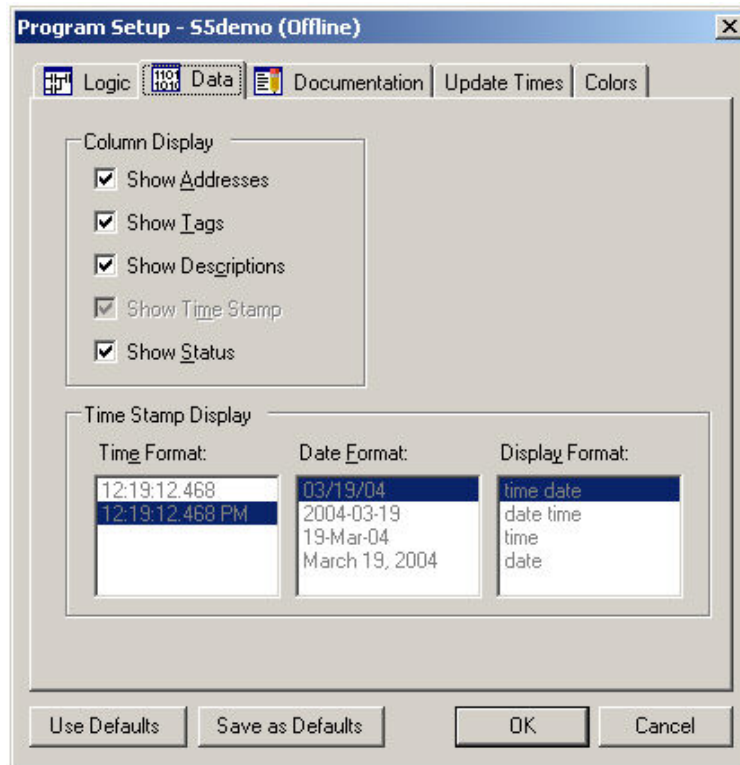 Program Setup - S5demo (Offline)
Logic Data Documentation Update Times Colors
Column Display
Show Addresses
Show Tags
Show Descriptions
Show Time Stamp
Show Status
Time Stamp Display
Time Format:
12:19:12.468
12:19:12.468 PM
Date Format:
03/19/04
2004-03-19
19-Mar-04
March 19, 2004
Display Format:
time date
date time
time
date
Use Defaults Save as Defaults OK Cancel